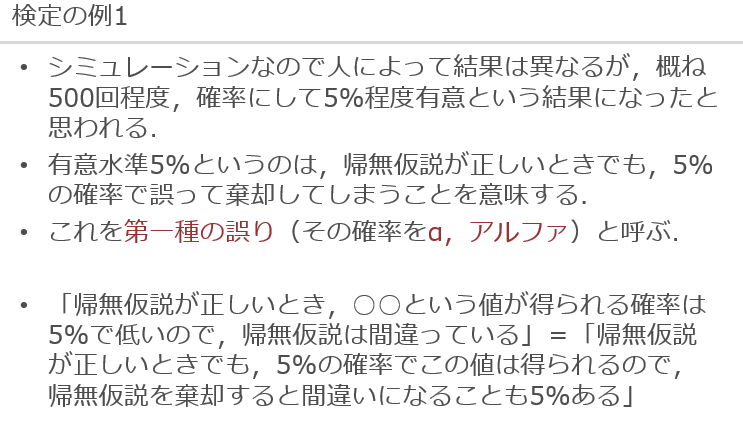 検定の例1
• シミュレーションなので人によって結果は異なるが，概ね
500回程度，確率にして5%程度有意という結果になったと
思われる．
• 有意水準5%というのは，帰無仮説が正しいときでも，5%
の確率で誤って棄却してしまうことを意味する．
• これを第一種の誤り（その確率をα，アルファ）と呼ぶ．
• 「帰無仮説が正しいとき，○○という値が得られる確率は
5%で低いので，帰無仮説は間違っている」＝「帰無仮説
が正しいときでも，5%の確率でこの値は得られるので，
帰無仮説を棄却すると間違いになることも5%ある」